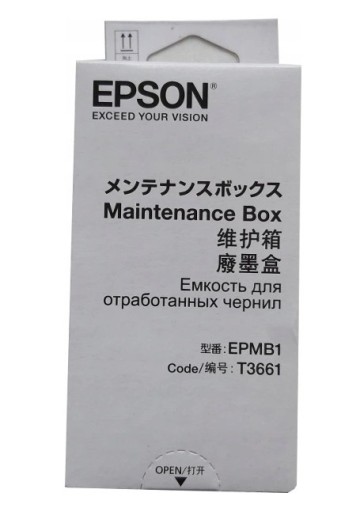 EPSON®
EXCEED YOUR VISION
メンテナンスボックス
Maintenance Box
维护箱
廢墨盒
Емкость для
отработанных чернил
型番:EPMB1
Code/编号: T3661
OPEN/打开